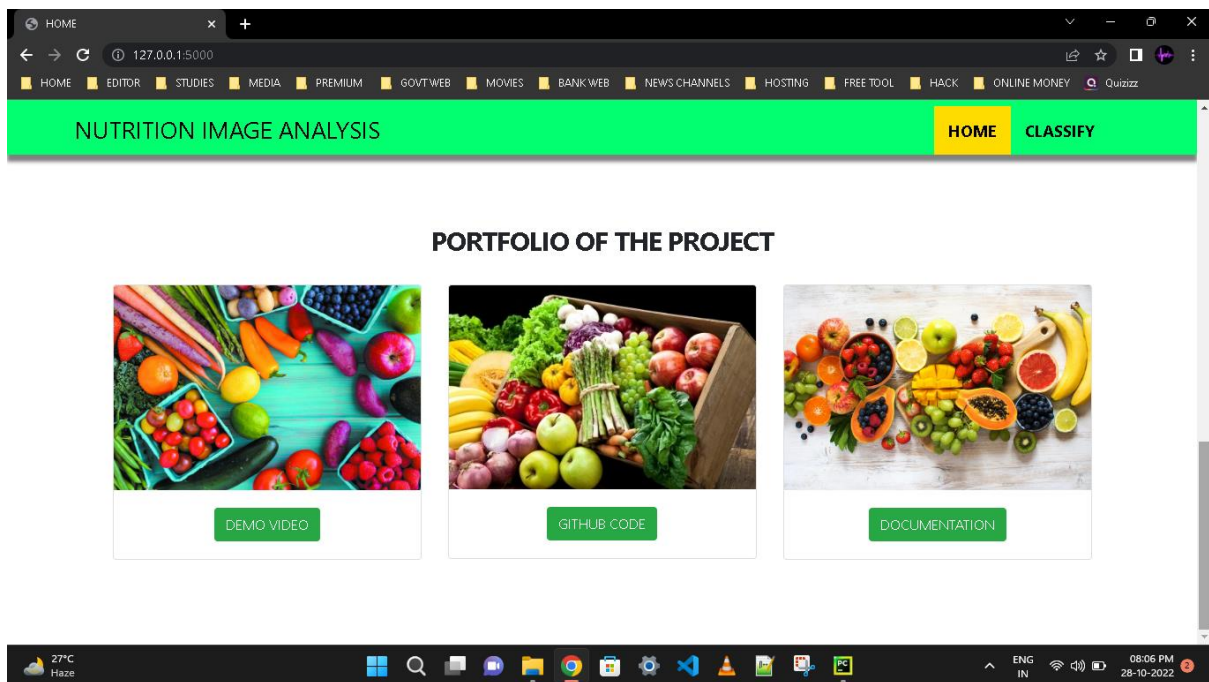 HOME
127.0.0.1:5000
HOME EDITOR STUDIES MEDIA PREMIUM GOVT WEB MOVIES BANK WEB NEWS CHANNELS HOSTING FREE TOOL HACK ONLINE MONEY Quizizz
NUTRITION IMAGE ANALYSIS HOME CLASSIFY
PORTFOLIO OF THE PROJECT
DEMO VIDEO GITHUB CODE DOCUMENTATION
27°C
Haze
PC
ENG
IN
08:06 PM
28-10-2022
2